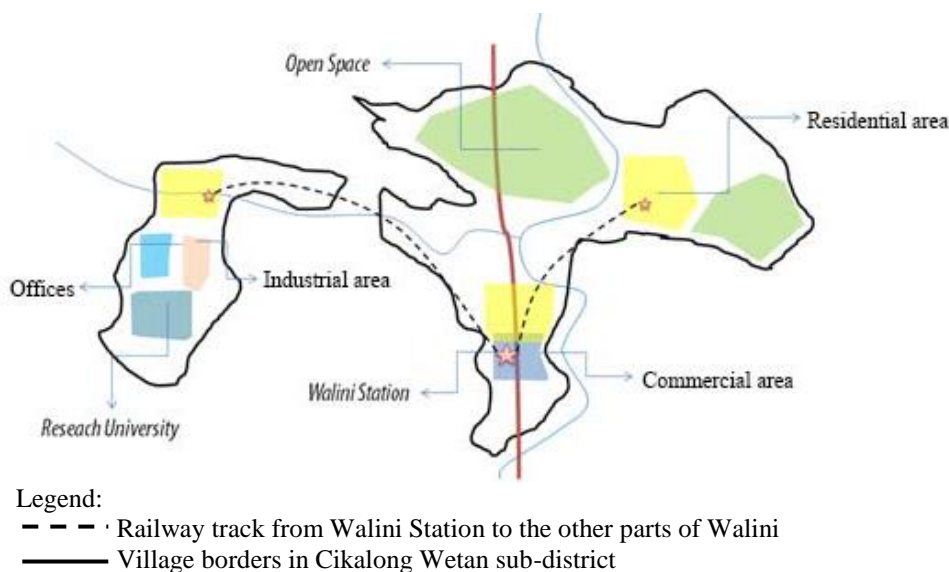 Open Space
Residential area
Offices
Industrial area
Walini Station
Commercial area
Reseach University
Legend:
Railway track from Walini Station to the other parts of Walini
Village borders in Cikalong Wetan sub-district